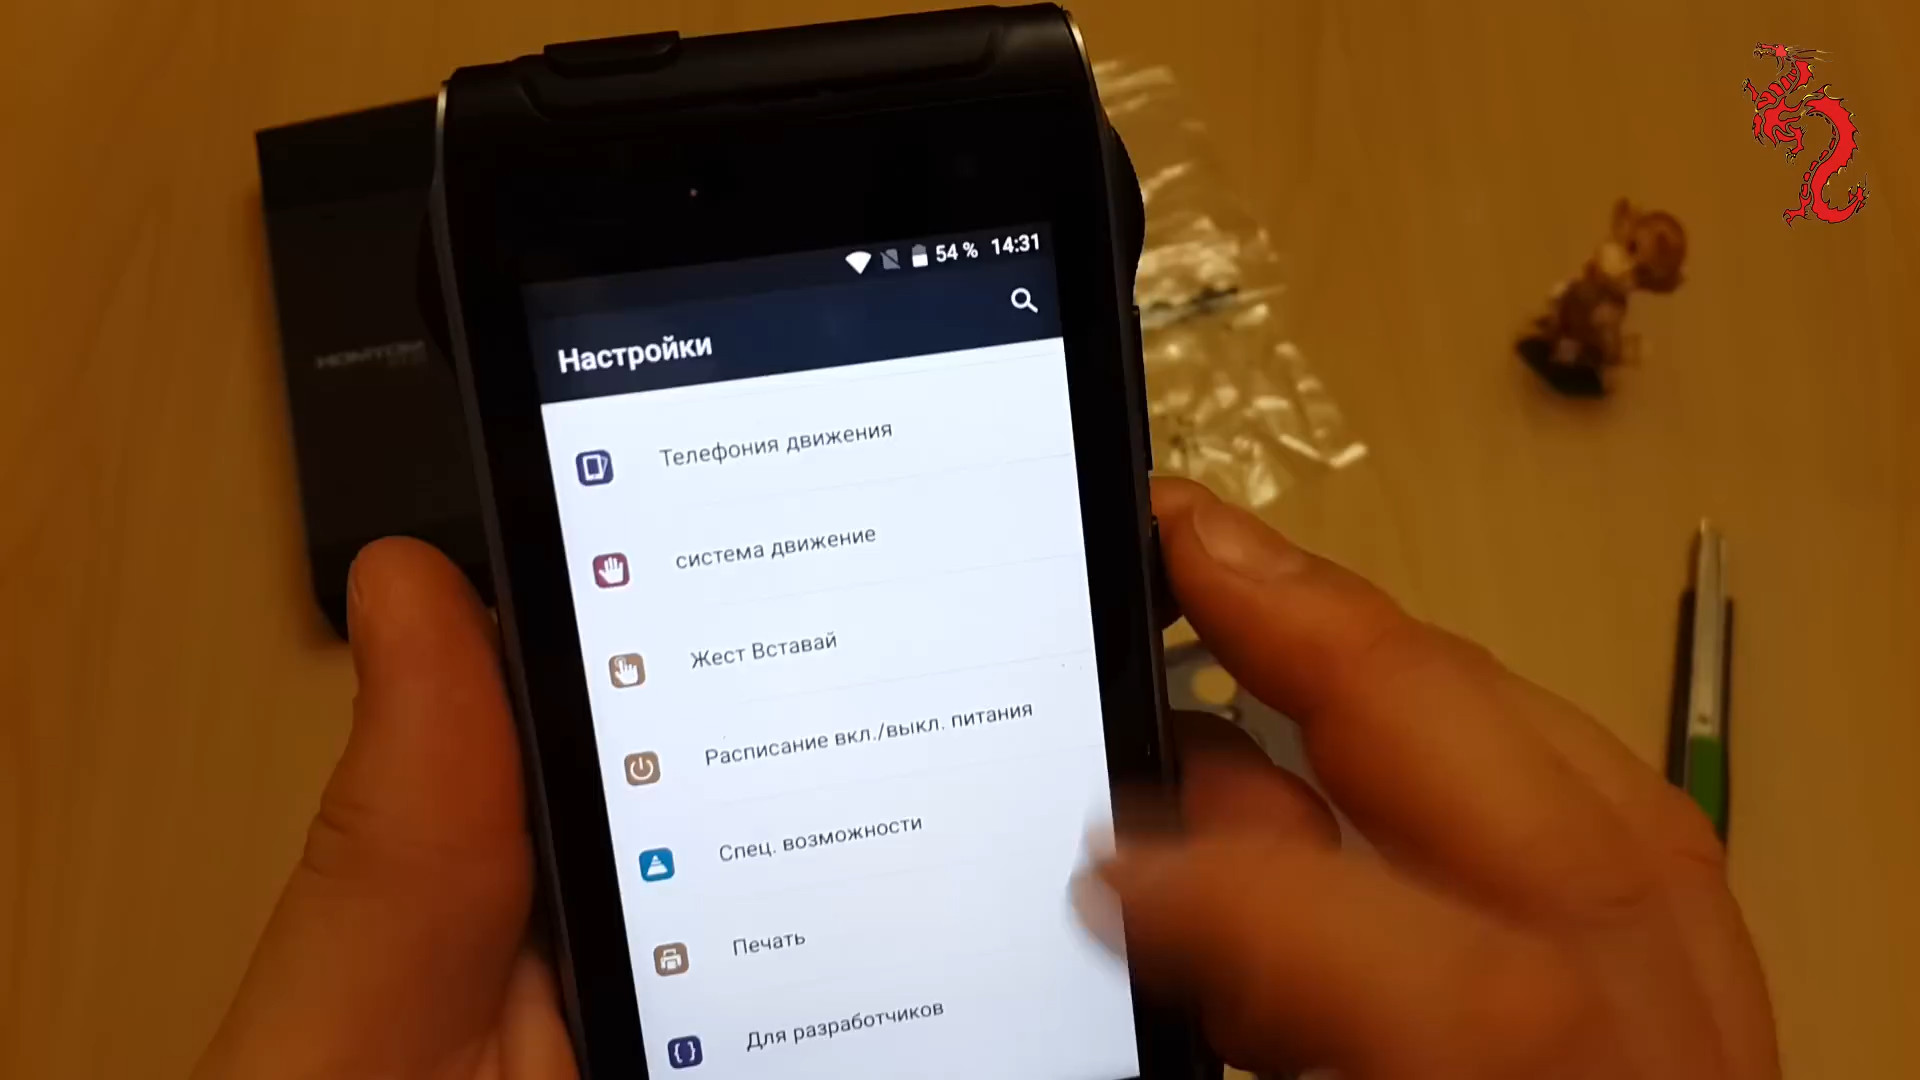 54 % 14:31
Настройки
Телефония движения
система движение
Жест Вставай
Расписание вкл./выкл. питания
Спец. возможности
Печать
Для разработчиков
HOMTOM